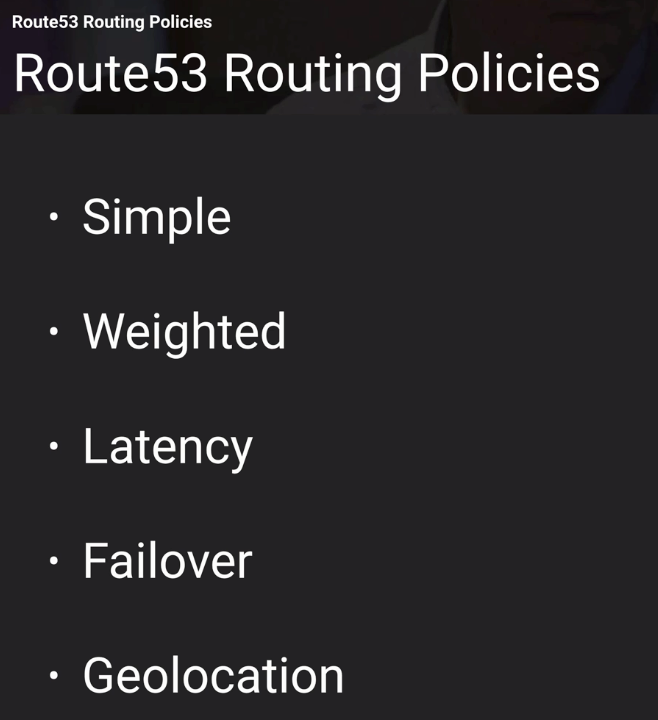 Route53 Routing Policies
Route53 Routing Policies
• Simple
• Weighted
• Latency
• Failover
• Geolocation